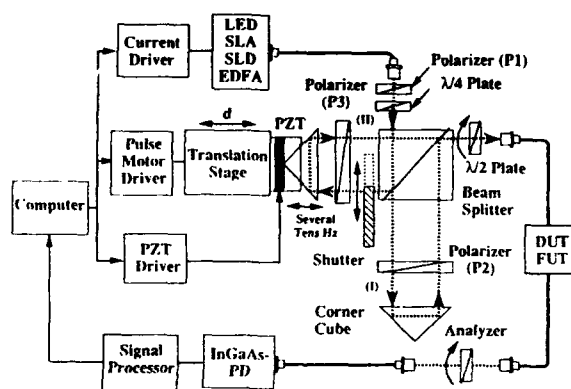 LED
SLA
SLD
EDFA
Current
Driver
Polarizer (P1)
λ/4 Plate
Polarizer
(P3)
(II)
d
PZT
Pulse
Motor
Driver
Translation
Stage
λ/2 Plate
Computer
Several
Tens Hz
Beam
Splitter
PZT
Driver
Shutter
Polarizer
(P2)
DUT
FUT
(I)
Corner
Cube
Analyzer
Signal
Processor
InGaAs-
PD